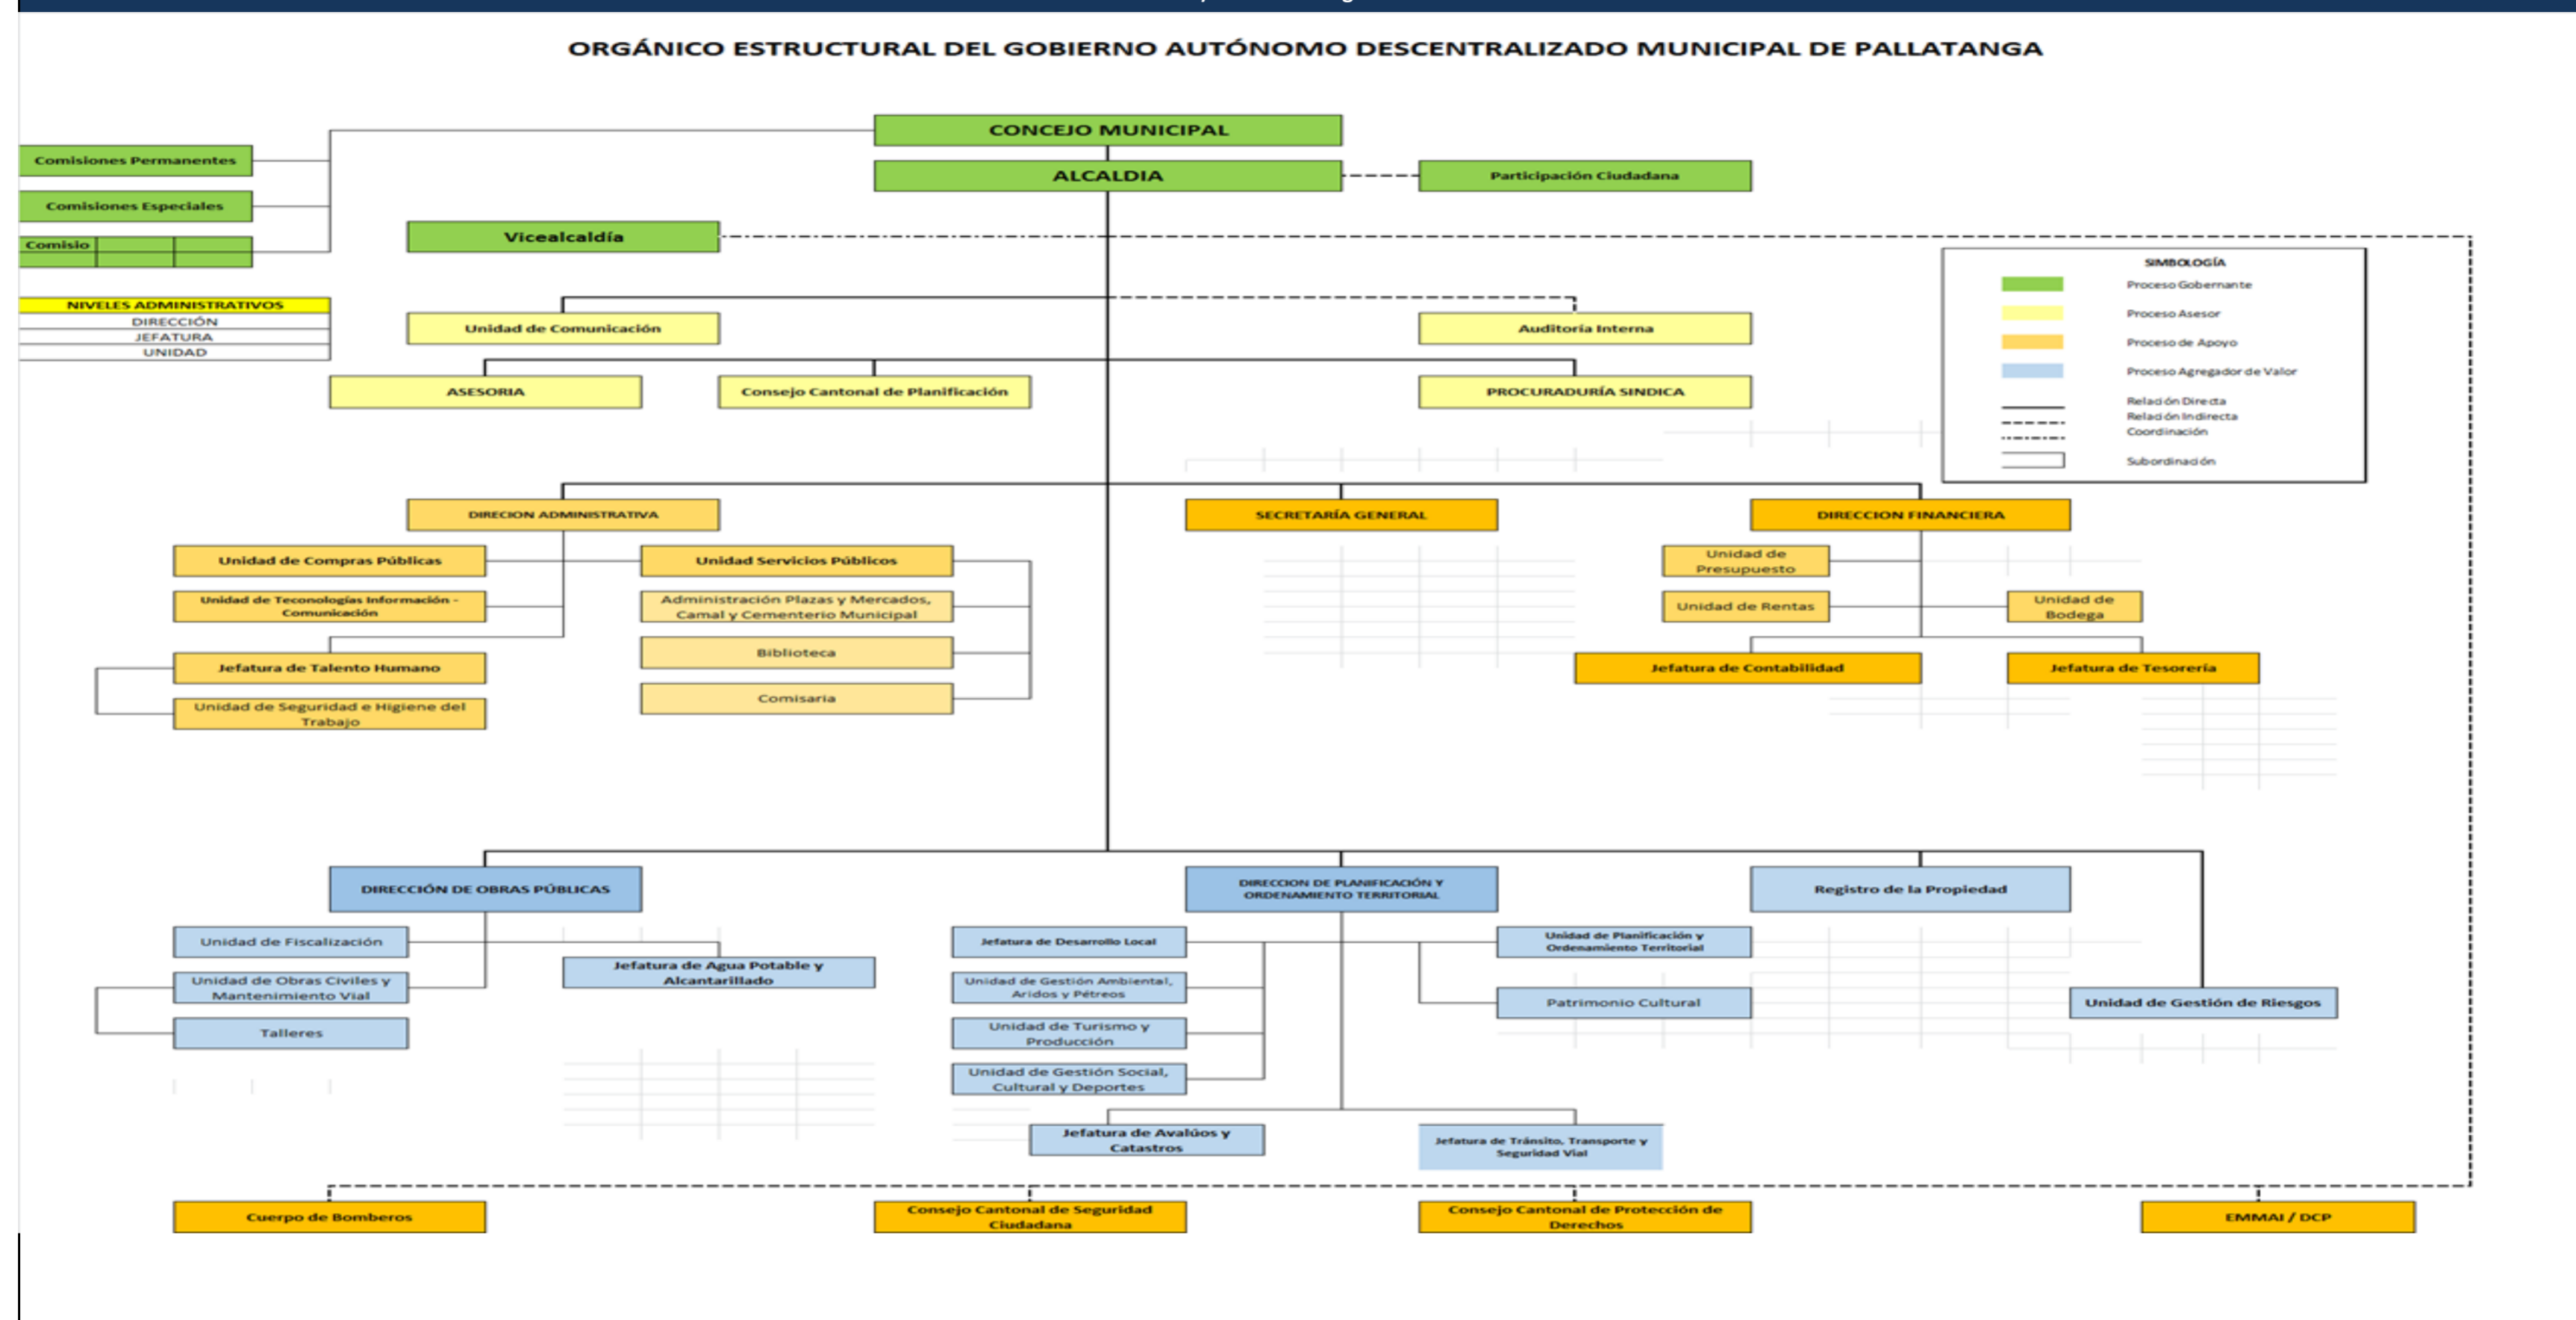 ORGÁNICO ESTRUCTURAL DEL GOBIERNO AUTÓNOMO DESCENTRALIZADO MUNICIPAL DE PALLATANGA
CONCEJO MUNICIPAL
Comisiones Permanentes
ALCALDIA
Participación Ciudadana
Comisiones Especiales
Vicealcaldía
Comisio
SIMBOLOGÍA
Proceso Gobernante
Proceso Asesor
Proceso de Apoyo
Proceso Agregador de Valor
Relación Directa
Relación Indirecta
Coordinación
Subordinación
NIVELES ADMINISTRATIVOS
DIRECCIÓN
JEFATURA
UNIDAD
Unidad de Comunicación
Auditoría Interna
ASESORIA
Consejo Cantonal de Planificación
PROCURADURÍA SINDICA
DIRECION ADMINISTRATIVA
SECRETARÍA GENERAL
DIRECCION FINANCIERA
Unidad de Compras Públicas
Unidad Servicios Públicos
Unidad de
Presupuesto
Unidad de Teconologías Información -
Comunicación
Administración Plazas y Mercados,
Camal y Cementerio Municipal
Unidad de Rentas
Unidad de
Bodega
Biblioteca
Jefatura de Talento Humano
Jefatura de Contabilidad
Jefatura de Tesorería
Comisaria
Unidad de Seguridad e Higiene del
Trabajo
DIRECCIÓN DE OBRAS PÚBLICAS
DIRECCION DE PLANIFICACIÓN Y
ORDENAMIENTO TERRITORIAL
Registro de la Propiedad
Unidad de Fiscalización
Jefatura de Desarrollo Local
Unidad de Planificación y
Ordenamiento Territorial
Jefatura de Agua Potable y
Alcantarillado
Unidad de Obras Civiles y
Mantenimiento Vial
Unidad de Gestión Ambiental,
Aridos y Pétreos
Patrimonio Cultural
Unidad de Gestión de Riesgos
Talleres
Unidad de Turismo y
Producción
Unidad de Gestión Social,
Cultural y Deportes
Jefatura de Avalúos y
Catastros
Jefatura de Tránsito, Transporte y
Seguridad Vial
Cuerpo de Bomberos
Consejo Cantonal de Seguridad
Ciudadana
Consejo Cantonal de Protección de
Derechos
EMMAI / DCP